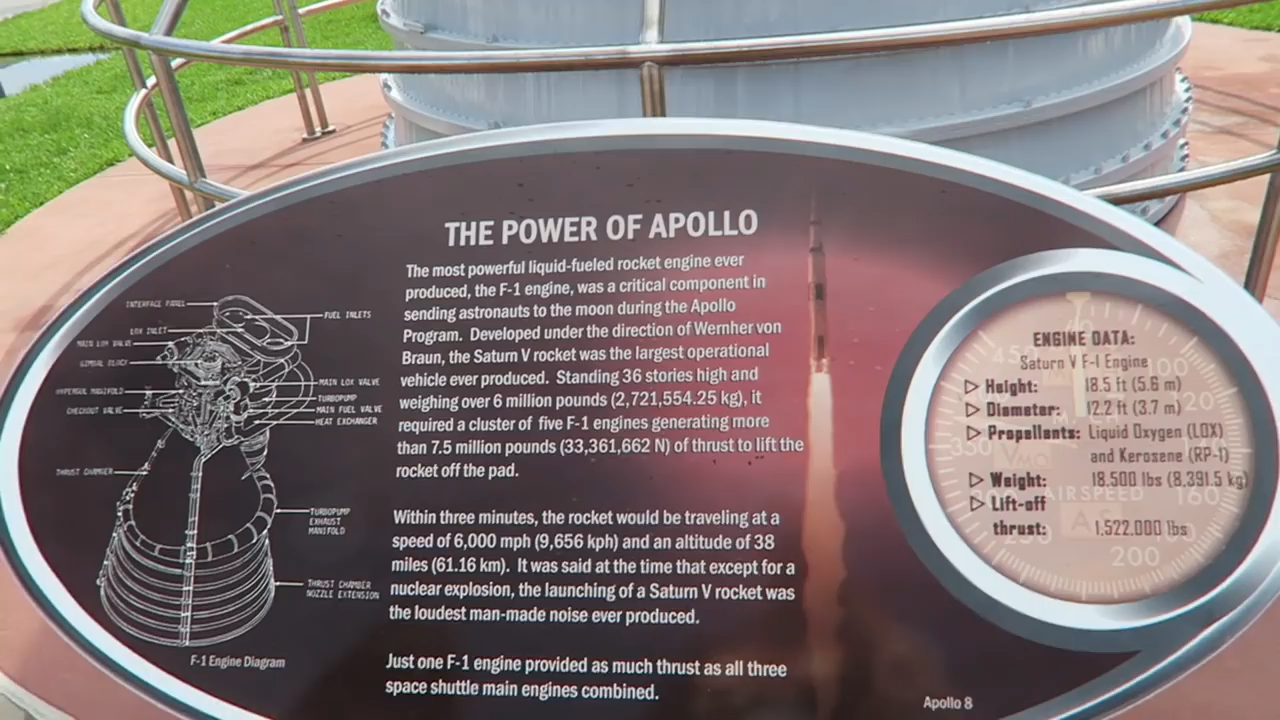 THE POWER OF APOLLO
The most powerful liquid-fueled rocket engine ever
produced, the F-1 engine, was a critical component in
sending astronauts to the moon during the Apollo
Program. Developed under the direction of Wernher von
Braun, the Saturn V rocket was the largest operational
vehicle ever produced. Standing 36 stories high and
weighing over 6 million pounds (2,721,554.25 kg), it
required a cluster of five F-1 engines generating more
than 7.5 million pounds (33,361,662 N) of thrust to lift the
rocket off the pad.
Within three minutes, the rocket would be traveling at a
speed of 6,000 mph (9,656 kph) and an altitude of 38
miles (61.16 km). It was said at the time that except for a
nuclear explosion, the launching of a Saturn V rocket was
the loudest man-made noise ever produced.
Just one F-1 engine provided as much thrust as all three
space shuttle main engines combined.
INTERFACE PANEL
FUEL INLETS
LOX INLET
MAIN LOX VALVE
GIMBAL BLOCK
HYPERGOL MANIFOLD
CHECKOUT VALVE
MAIN LOX VALVE
TURBOPUMP
MAIN FUEL VALVE
HEAT EXCHANGER
THRUST CHAMBER
TURBOPUMP
EXHAUST
MANIFOLD
THRUST CHAMBER
NOZZLE EXTENSION
F-1 Engine Diagram
ENGINE DATA:
Saturn V F-1 Engine
Height: 18.5 ft (5.6 m)
Diameter: 12.2 ft (3.7 m)
Propellants: Liquid Oxygen (LOX)
and Kerosene (RP-1)
Weight: 18,500 lbs (8,391.5 kg)
Lift-off
thrust: 1,522,000 lbs
100
120
350
AIRSPEED
160
200
Apollo 8